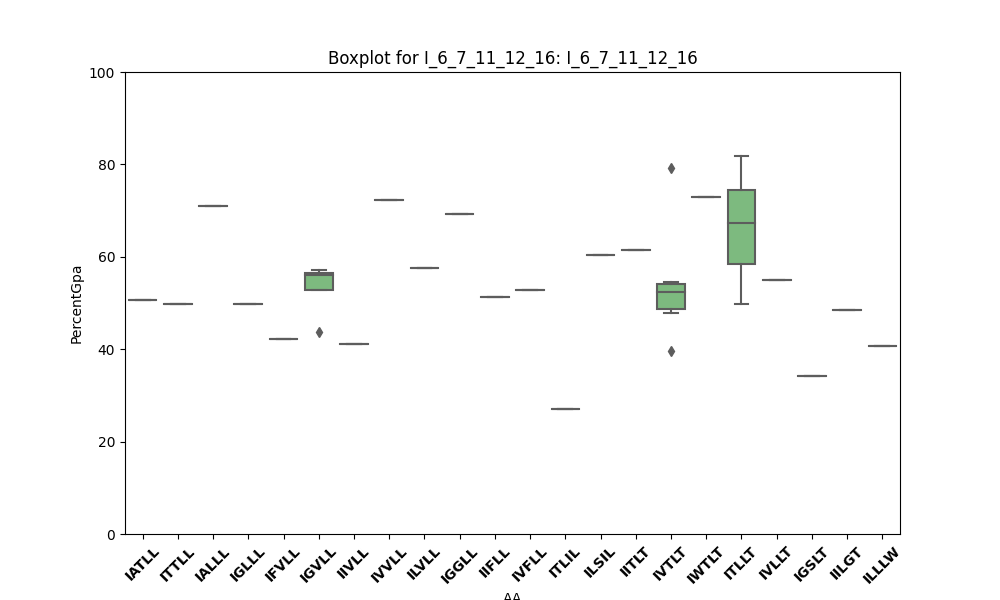 Boxplot for I_6_7_11_12_16: I_6_7_11_12_16
100
80
60
40
20
0
PercentGpa
IATLL
ITTLL
IALLL
IGLLL
IFVLL
IGVLL
IIVLL
IVVLL
ILVLL
IGGLL
IIFLL
IVFLL
ITLIL
ILSIL
IITLT
IVTLT
IWTLT
ITLLT
IVLLT
IGSLT
IILGT
ILLLW
AA